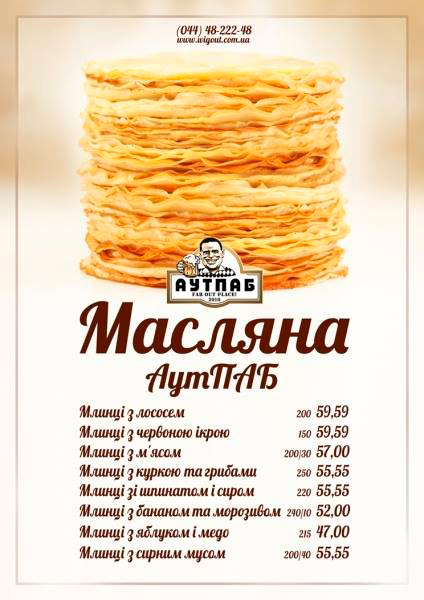 (044) 48-222-48
www.wigout.com.ua
АУТПАБ
FAR OUT PLACE!
2010
Масляна
АутПАБ
Млинці з лососем 200 59,59
Млинці з червоною ікрою 150 59,59
Млинці з м'ясом 200/30 57,00
Млинці з куркою та грибами 250 55,55
Млинці зі шпинатом і сиром 220 55,55
Млинці з бананом та морозивом 240/10 52,00
Млинці з яблуком і медо 215 47,00
Млинці з сирним мусом 200/40 55,55